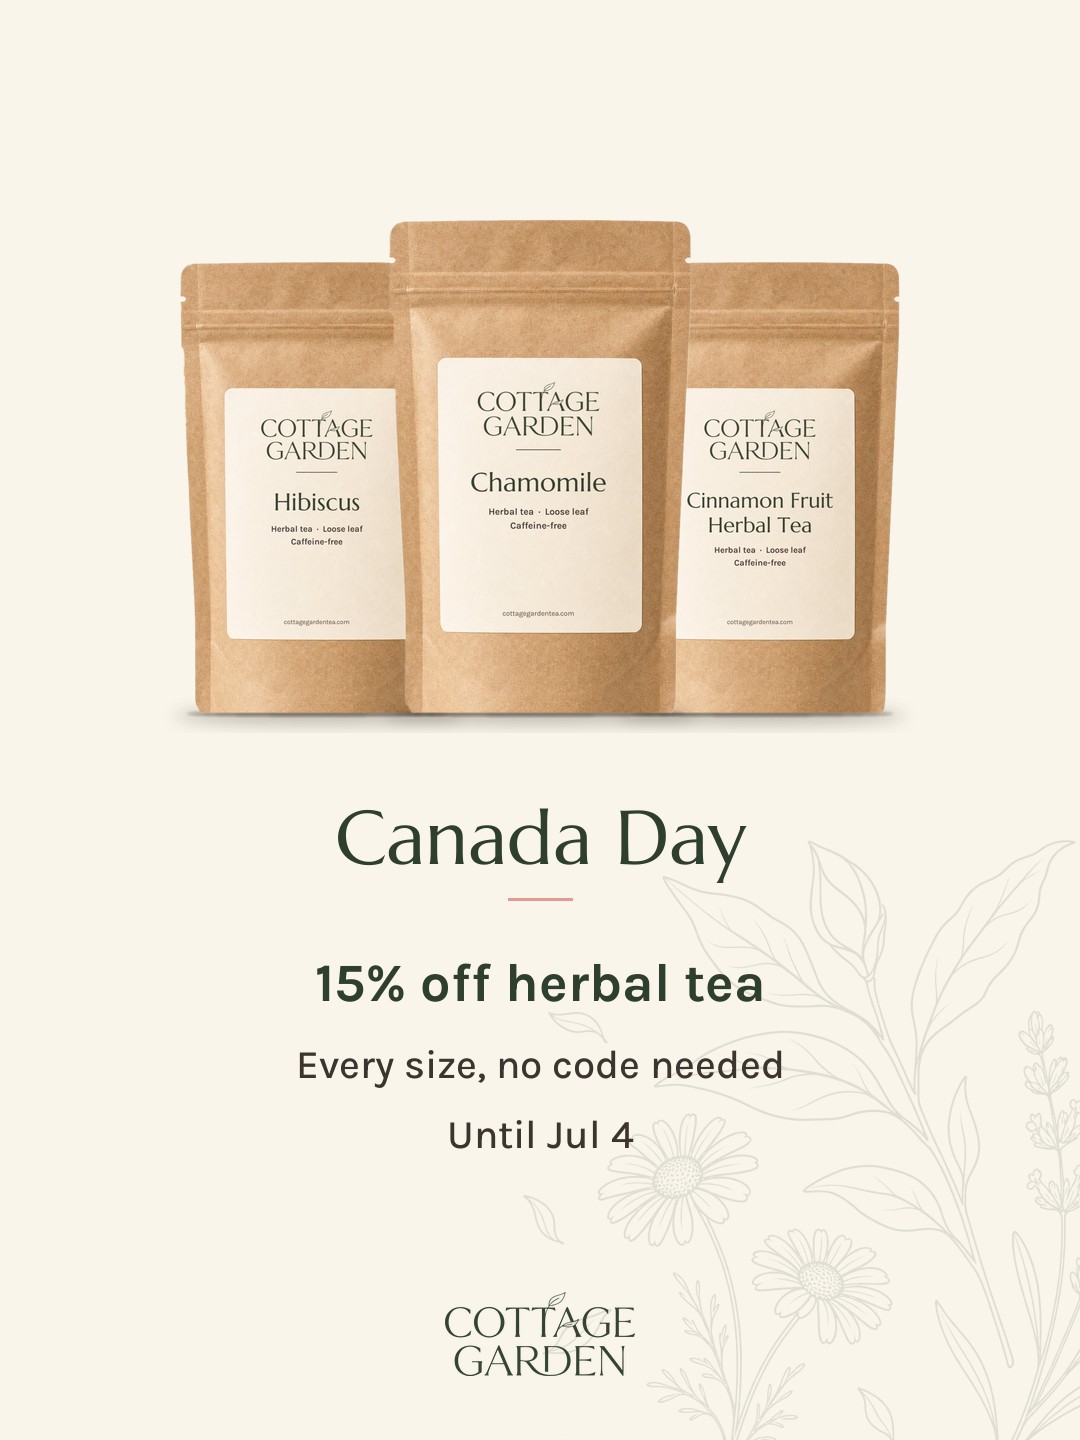 COTTAGE
GARDEN
Hibiscus
Herbal tea · Loose leaf
Caffeine-free
cottagegardentea.com
COTTAGE
GARDEN
Chamomile
Herbal tea · Loose leaf
Caffeine-free
cottagegardentea.com
COTTAGE
GARDEN
Cinnamon Fruit
Herbal Tea
Herbal tea · Loose leaf
Caffeine-free
cottagegardentea.com
Canada Day
15% off herbal tea
Every size, no code needed
Until Jul 4
COTTAGE
GARDEN